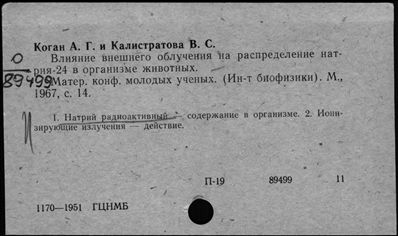 Коган А. Г. и Калистратова В. С.
Влияние внешнего облучения на распределение нат-
рия-24 в организме животных.
О
89499
Матер. конф. молодых ученых. (Ин-т биофизики). М.,
1967, с. 14.
1. Натрий радиоактивный — содержание в организме. 2. Иони-
зирующие излучения — действие.
П-19 89499 11
1170—1951 ГЦНМБ